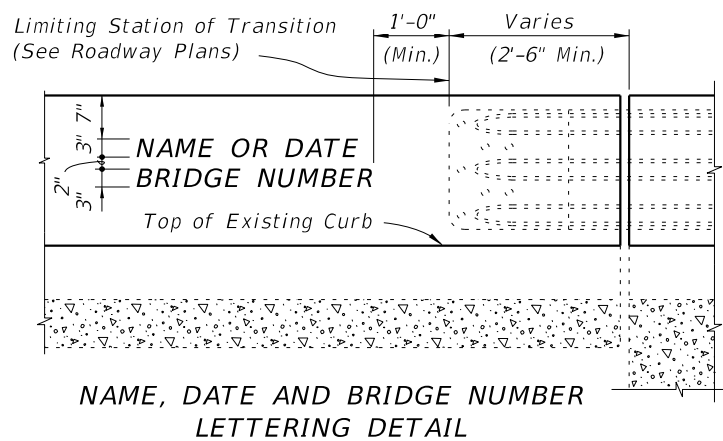 Limiting Station of Transition
(See Roadway Plans)
1'-0"
(Min.)
Varies
(2'-6" Min.)
7"
3"
2"
3"
NAME OR DATE
BRIDGE NUMBER
Top of Existing Curb
NAME, DATE AND BRIDGE NUMBER
LETTERING DETAIL